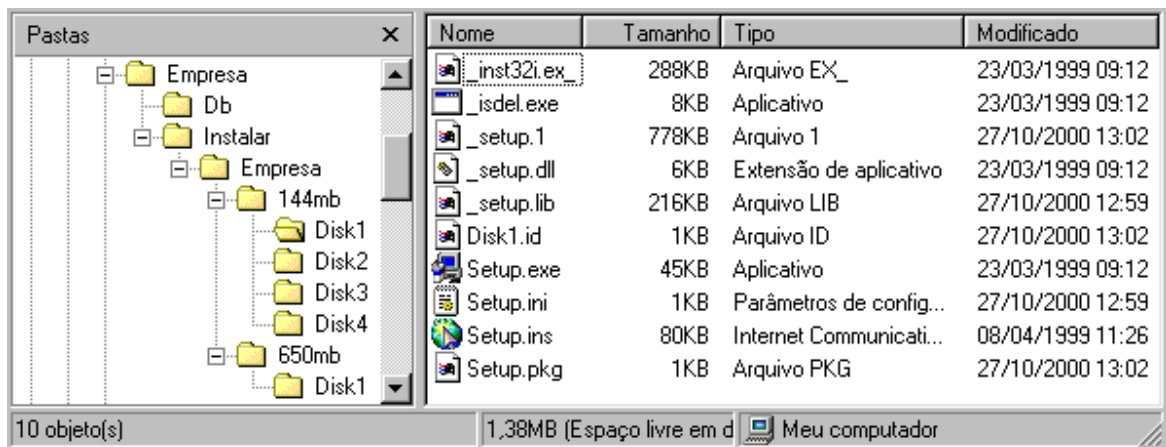 Pastas
Empresa
Db
Instalar
Empresa
144mb
Disk1
Disk2
Disk3
Disk4
650mb
Disk1
Nome Tamanho Tipo Modificado
_inst32i.ex_ 288KB Arquivo EX_ 23/03/1999 09:12
_isdel.exe 8KB Aplicativo 23/03/1999 09:12
_setup.1 778KB Arquivo 1 27/10/2000 13:02
_setup.dll 6KB Extensão de aplicativo 23/03/1999 09:12
_setup.lib 216KB Arquivo LIB 27/10/2000 12:59
Disk1.id 1KB Arquivo ID 27/10/2000 13:02
Setup.exe 45KB Aplicativo 23/03/1999 09:12
Setup.ini 1KB Parâmetros de config... 27/10/2000 12:59
Setup.ins 80KB Internet Communicati... 08/04/1999 11:26
Setup.pkg 1KB Arquivo PKG 27/10/2000 13:02
10 objeto(s) 1,38MB (Espaço livre em d Meu computador